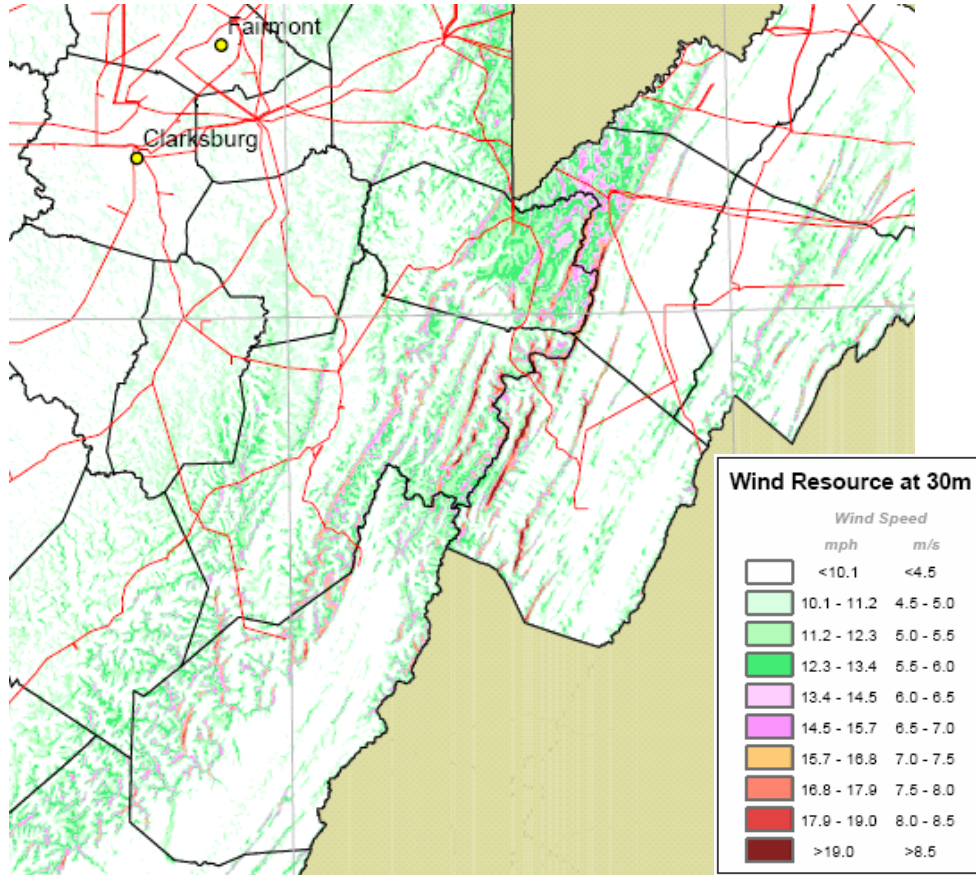 Fairmont
Clarksburg
Wind Resource at 30m
Wind Speed
mph m/s
<10.1 <4.5
10.1 - 11.2 4.5 - 5.0
11.2 - 12.3 5.0 - 5.5
12.3 - 13.4 5.5 - 6.0
13.4 - 14.5 6.0 - 6.5
14.5 - 15.7 6.5 - 7.0
15.7 - 16.8 7.0 - 7.5
16.8 - 17.9 7.5 - 8.0
17.9 - 19.0 8.0 - 8.5
>19.0 >8.5